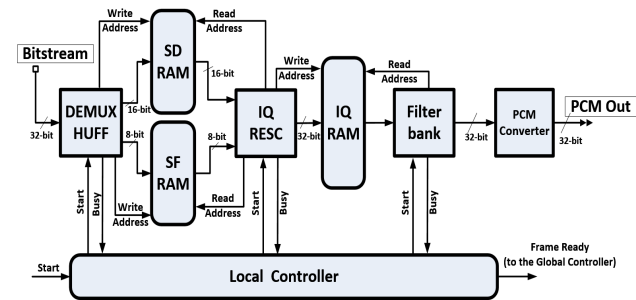 Bitstream
32-bit
DEMUX
HUFF
Write
Address
16-bit
8-bit
Write
Address
SD
RAM
SF
RAM
Read
Address
16-bit
8-bit
Read
Address
IQ
RESC
Write
Address
32-bit
IQ
RAM
Read
Address
Filter
bank
32-bit
PCM
Converter
PCM Out
32-bit
Start
Busy
Start
Busy
Start
Busy
Start
Local Controller
Frame Ready
(to the Global Controller)